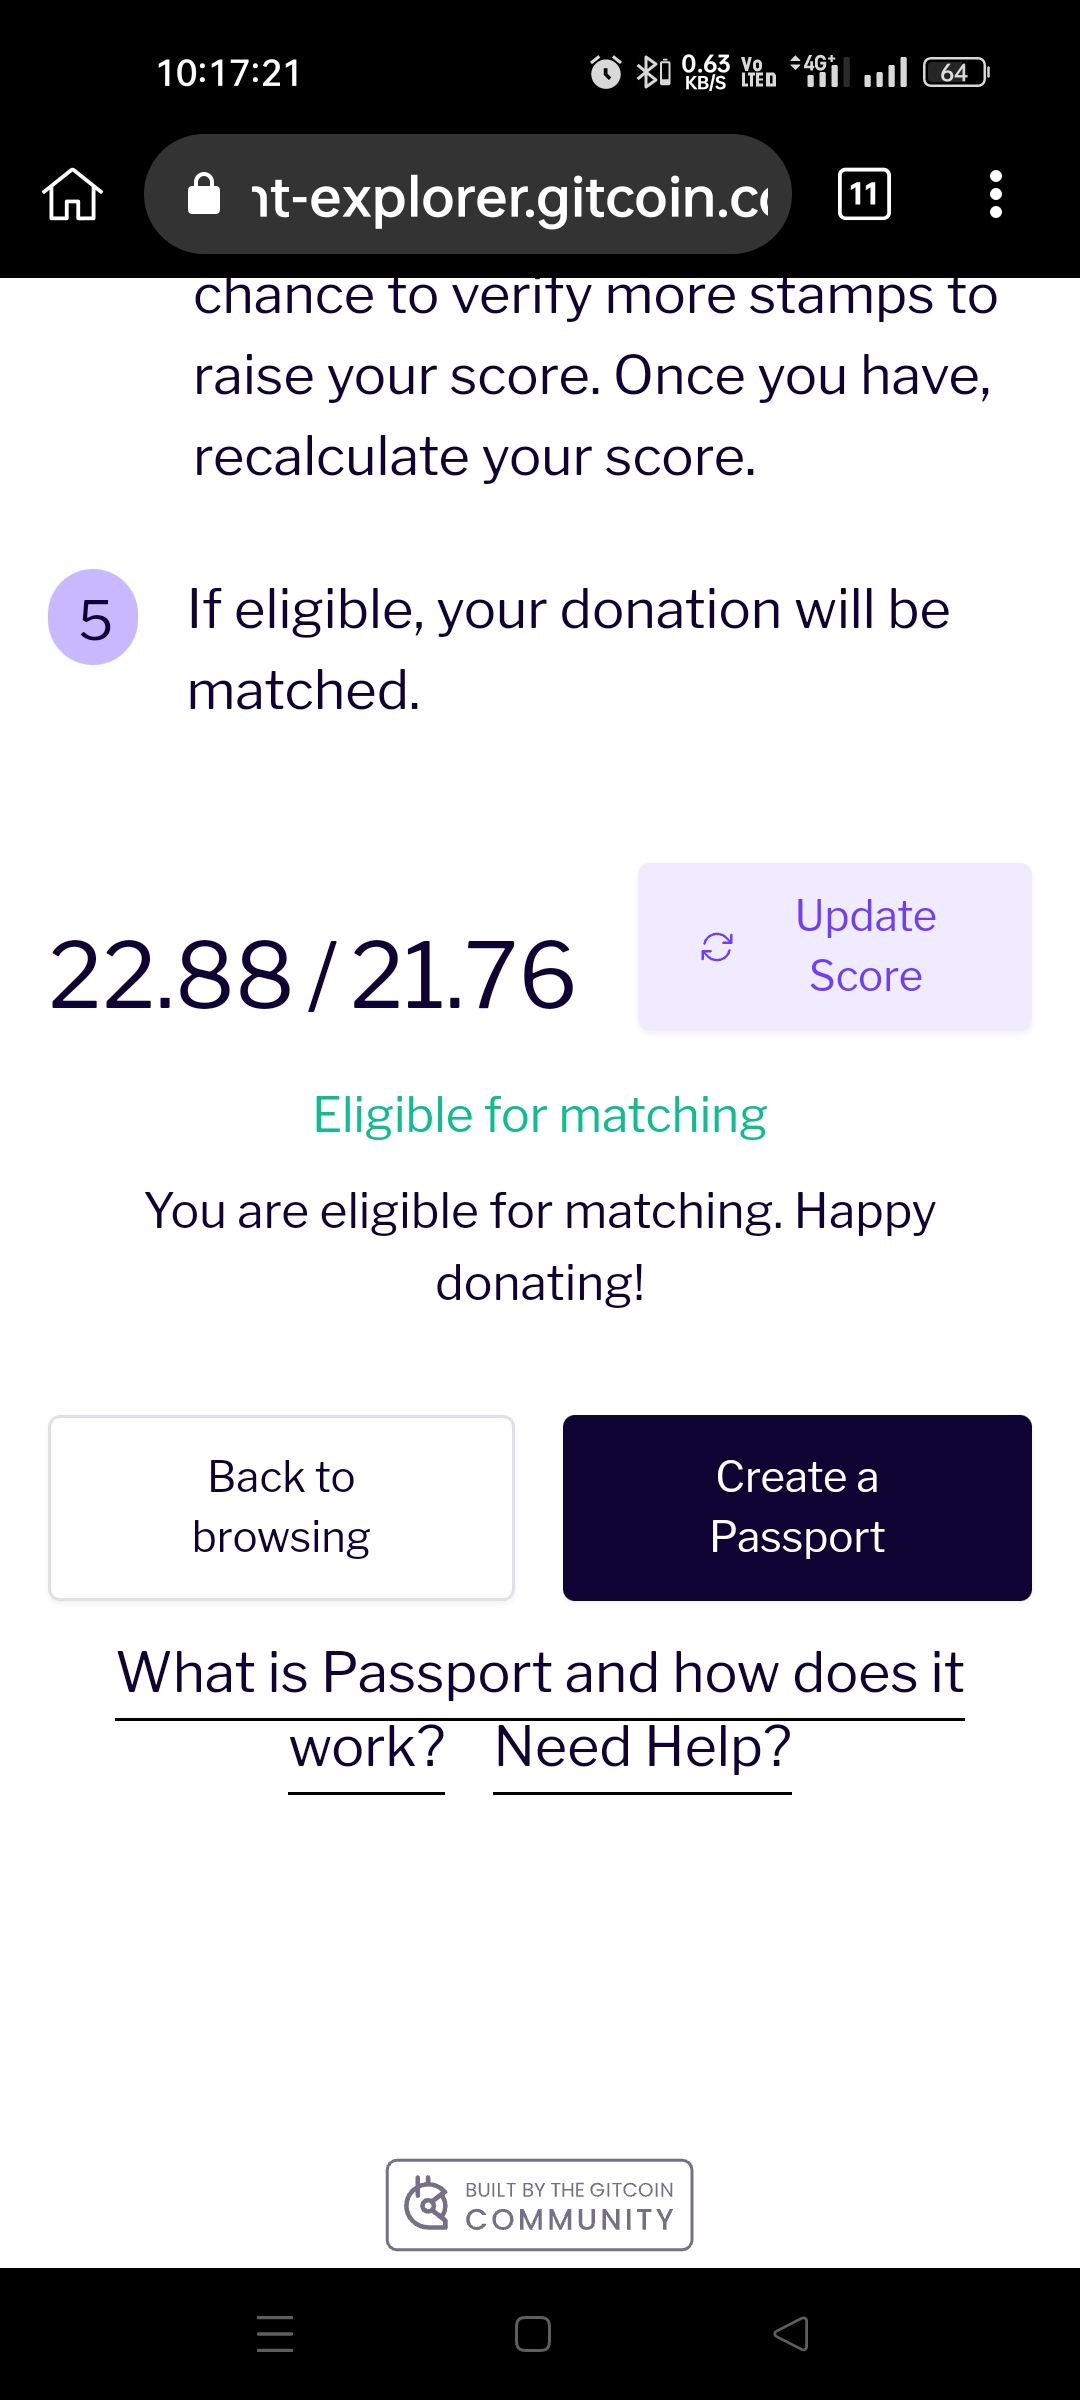 10:17:21
0.63
KB/S
Vo
LTED
4G+
64
nt-explorer.gitcoin.co
11
chance to verify more stamps to
raise your score. Once you have,
recalculate your score.
5
If eligible, your donation will be
matched.
22.88 / 21.76
Update
Score
Eligible for matching
You are eligible for matching. Happy
donating!
Back to
browsing
Create a
Passport
What is Passport and how does it
work? Need Help?
BUILT BY THE GITCOIN
COMMUNITY